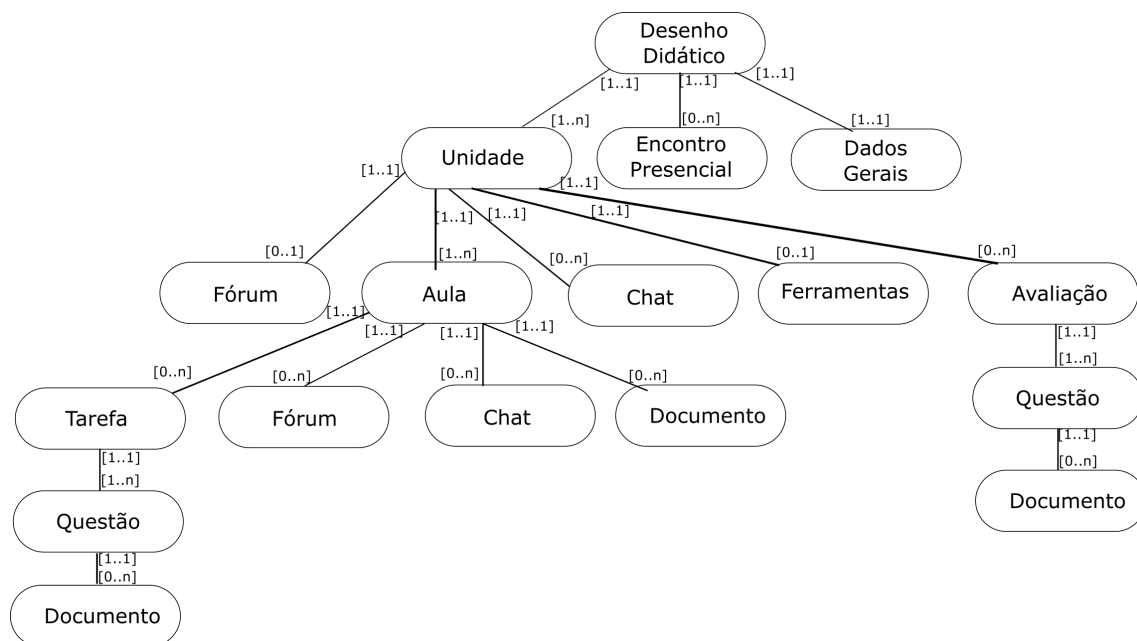 Desenho
Didático
[1..1]
[1..1]
[1..1]
[1..n]
[0..n]
[1..1]
Unidade
Encontro
Presencial
Dados
Gerais
[1..1]
[1..1]
[1..1]
[1..1]
[1..1]
[0..1]
[1..n]
[0..n]
[0..1]
[0..n]
Fórum
Aula
Chat
Ferramentas
Avaliação
[1..1]
[1..1]
[1..1]
[1..1]
[1..1]
[0..n]
[0..n]
[0..n]
[0..n]
[1..n]
Tarefa
Fórum
Chat
Documento
Questão
[1..1]
[1..n]
[1..1]
[0..n]
Questão
Documento
[1..1]
[0..n]
Documento